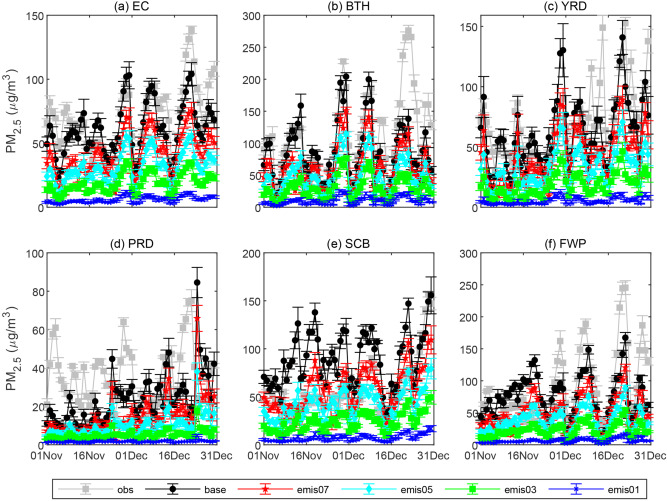 (a) EC
(b) BTH
(c) YRD
150
100
50
0
PM2.5 (μg/m3)
300
250
200
150
100
50
0
150
100
50
0
(d) PRD
(e) SCB
(f) FWP
100
80
60
40
20
0
PM2.5 (μg/m3)
200
150
100
50
0
300
250
200
150
100
50
0
01Nov 16Nov 01Dec 16Dec 31Dec
01Nov 16Nov 01Dec 16Dec 31Dec
01Nov 16Nov 01Dec 16Dec 31Dec
obs base emis07 emis05 emis03 emis01